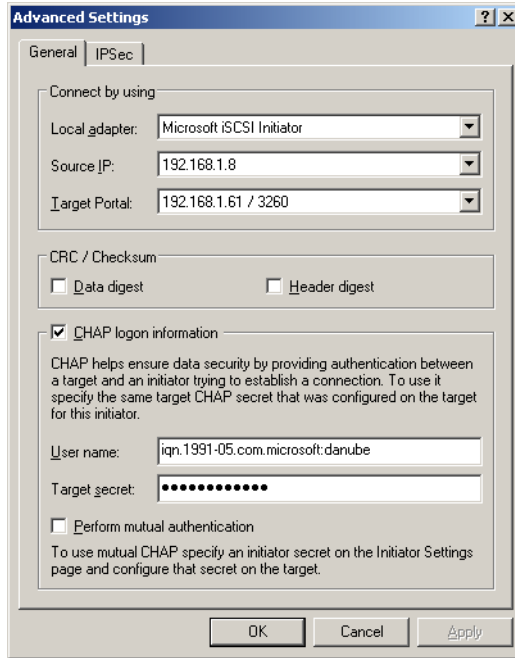 Advanced Settings
General IPSec
Connect by using
Local adapter: Microsoft iSCSI Initiator
Source IP: 192.168.1.8
Target Portal: 192.168.1.61 / 3260
CRC / Checksum
Data digest Header digest
CHAP logon information
CHAP helps ensure data security by providing authentication between
a target and an initiator trying to establish a connection. To use it
specify the same target CHAP secret that was configured on the target
for this initiator.
User name: iqn.1991-05.com.microsoft:danube
Target secret: ●●●●●●●●●●●●
Perform mutual authentication
To use mutual CHAP specify an initiator secret on the Initiator Settings
page and configure that secret on the target.
OK Cancel Apply